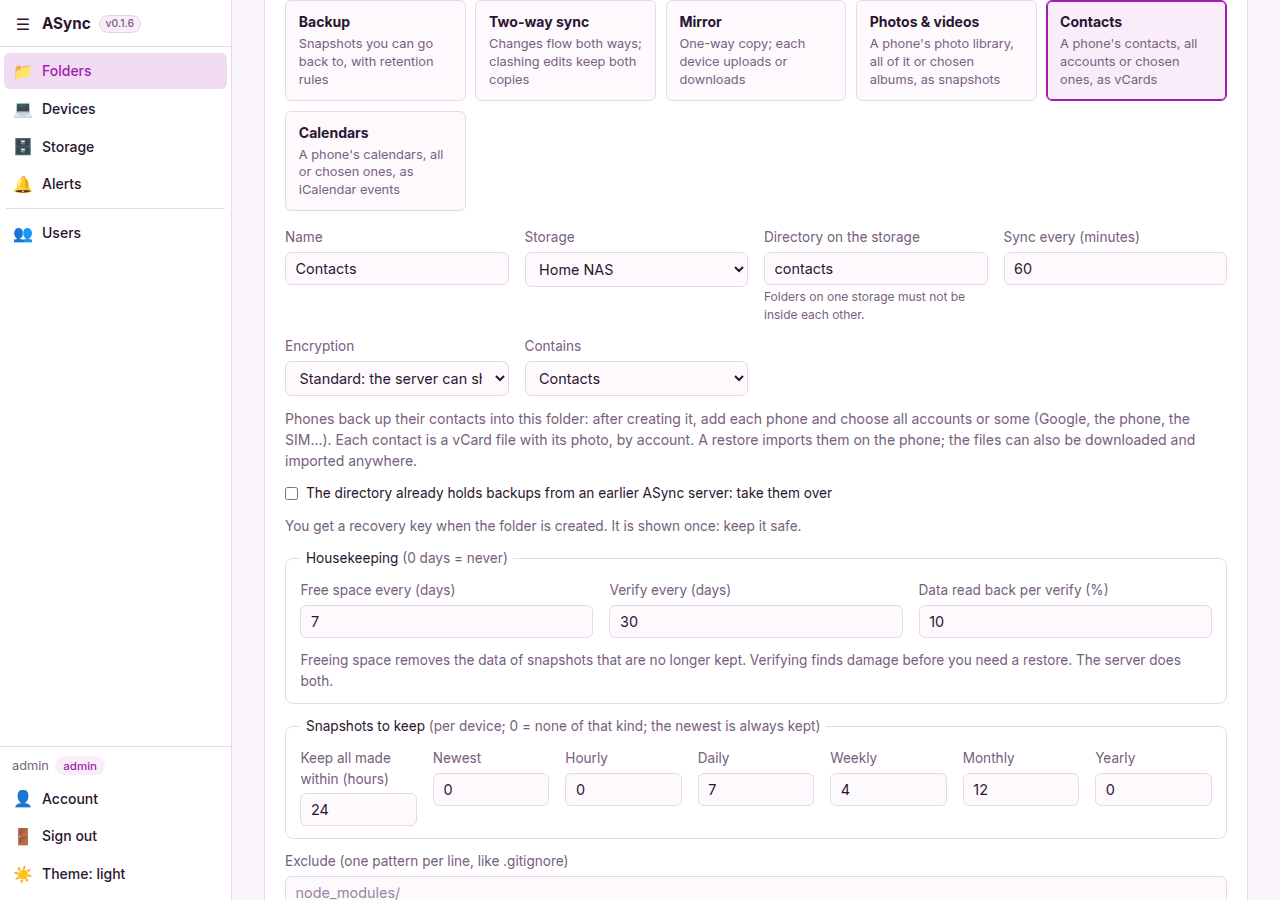 ASync v0.1.6
Folders
Devices
Storage
Alerts
Users
admin admin
Account
Sign out
Theme: light
Backup
Snapshots you can go
back to, with retention
rules
Two-way sync
Changes flow both ways;
clashing edits keep both
copies
Mirror
One-way copy; each
device uploads or
downloads
Photos & videos
A phone's photo library,
all of it or chosen
albums, as snapshots
Contacts
A phone's contacts, all
accounts or chosen
ones, as vCards
Calendars
A phone's calendars, all
or chosen ones, as
iCalendar events
Name
Contacts
Storage
Home NAS
Directory on the storage
contacts
Folders on one storage must not be
inside each other.
Sync every (minutes)
60
Encryption
Standard: the server can sh
Contains
Contacts
Phones back up their contacts into this folder: after creating it, add each phone and choose all accounts or some (Google, the phone, the
SIM...). Each contact is a vCard file with its photo, by account. A restore imports them on the phone; the files can also be downloaded and
imported anywhere.
The directory already holds backups from an earlier ASync server: take them over
You get a recovery key when the folder is created. It is shown once: keep it safe.
Housekeeping (0 days = never)
Free space every (days)
7
Verify every (days)
30
Data read back per verify (%)
10
Freeing space removes the data of snapshots that are no longer kept. Verifying finds damage before you need a restore. The server does
both.
Snapshots to keep (per device; 0 = none of that kind; the newest is always kept)
Keep all made
within (hours)
24
Newest
0
Hourly
0
Daily
7
Weekly
4
Monthly
12
Yearly
0
Exclude (one pattern per line, like .gitignore)
node_modules/